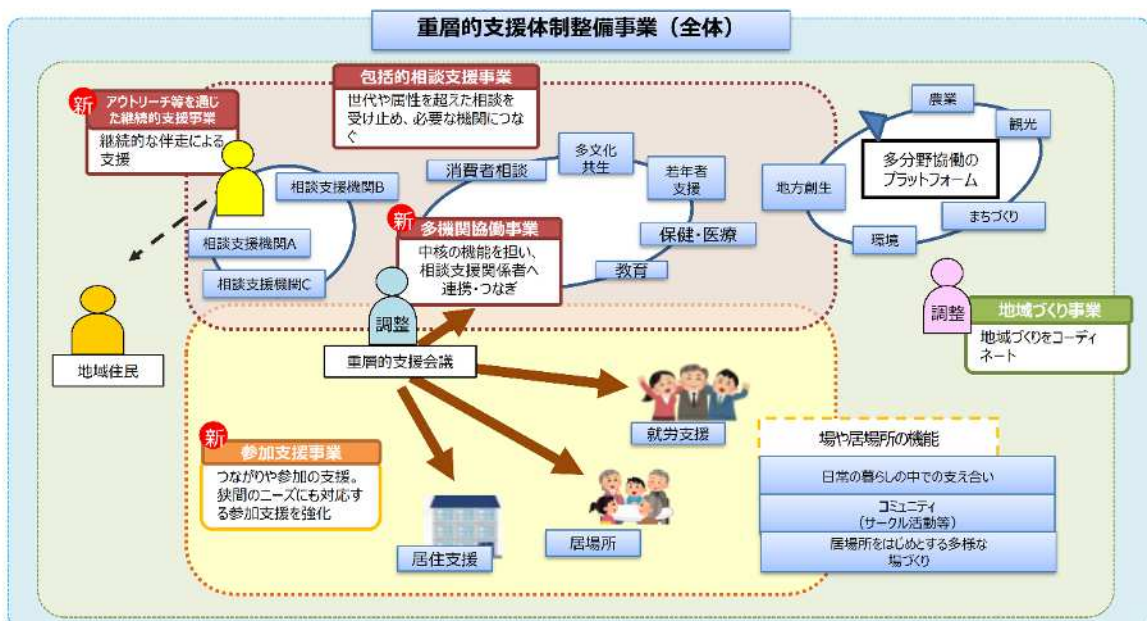 重層的支援体制整備事業（全体）
新
アウトリーチ等を通じ
た継続的支援事業
継続的な伴走による
支援
包括的相談支援事業
世代や属性を超えた相談を
受け止め、必要な機関につな
ぐ
相談支援機関B
相談支援機関A
相談支援機関C
消費者相談
多文化
共生
若年者
支援
保健・医療
教育
新
多機関協働事業
中核の機能を担い、
相談支援関係者へ
連携・つなぎ
農業
観光
多分野協働の
プラットフォーム
地方創生
まちづくり
環境
調整
地域づくり事業
地域づくりをコーディ
ネート
地域住民
調整
重層的支援会議
新
参加支援事業
つながりや参加の支援。
狭間のニーズにも対応す
る参加支援を強化
就労支援
居場所
居住支援
場や居場所の機能
日常の暮らしの中での支え合い
コミュニティ
（サークル活動等）
居場所をはじめとする多様な
場づくり